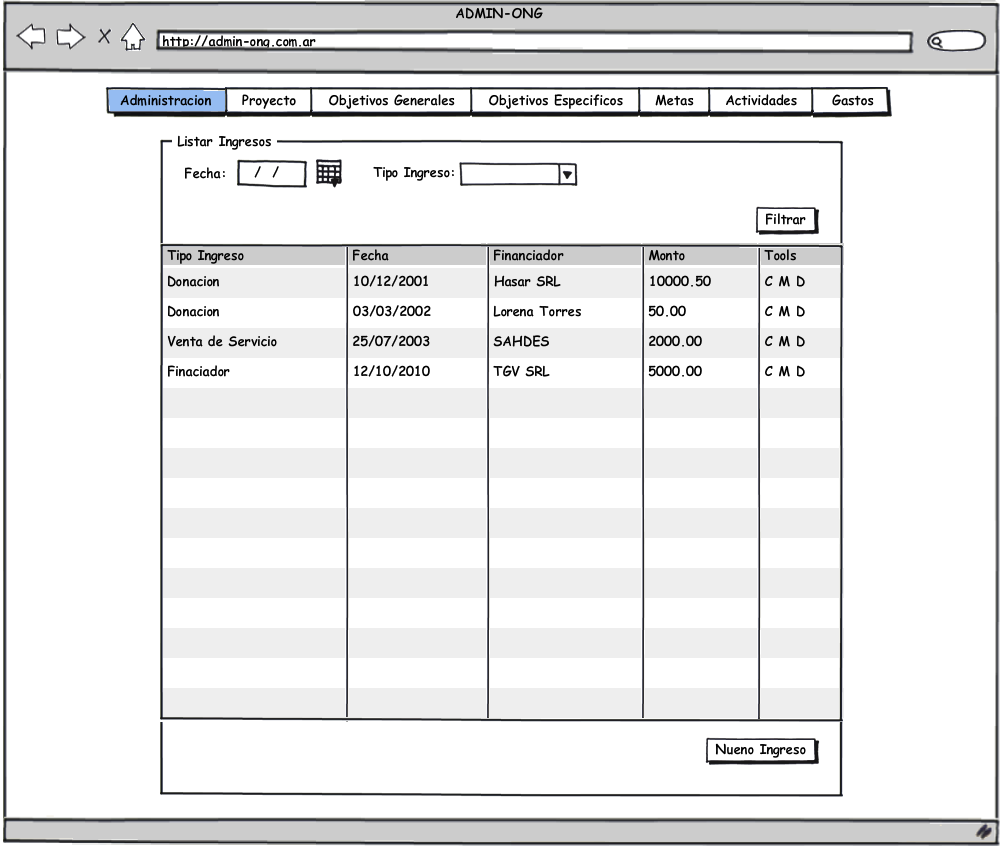 ADMIN-ONG
http://admin-ong.com.ar
Administracion Proyecto Objetivos Generales Objetivos Especificos Metas Actividades Gastos
Listar Ingresos
Fecha: / / Tipo Ingreso:
Filtrar
Tipo Ingreso Fecha Financiador Monto Tools
Donacion 10/12/2001 Hasar SRL 10000.50 C M D
Donacion 03/03/2002 Lorena Torres 50.00 C M D
Venta de Servicio 25/07/2003 SAHDES 2000.00 C M D
Finaciador 12/10/2010 TGV SRL 5000.00 C M D
Nueno Ingreso